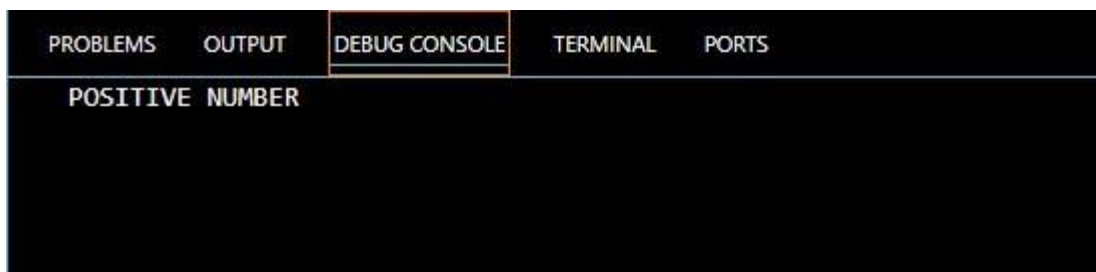 PROBLEMS OUTPUT DEBUG CONSOLE TERMINAL PORTS
POSITIVE NUMBER